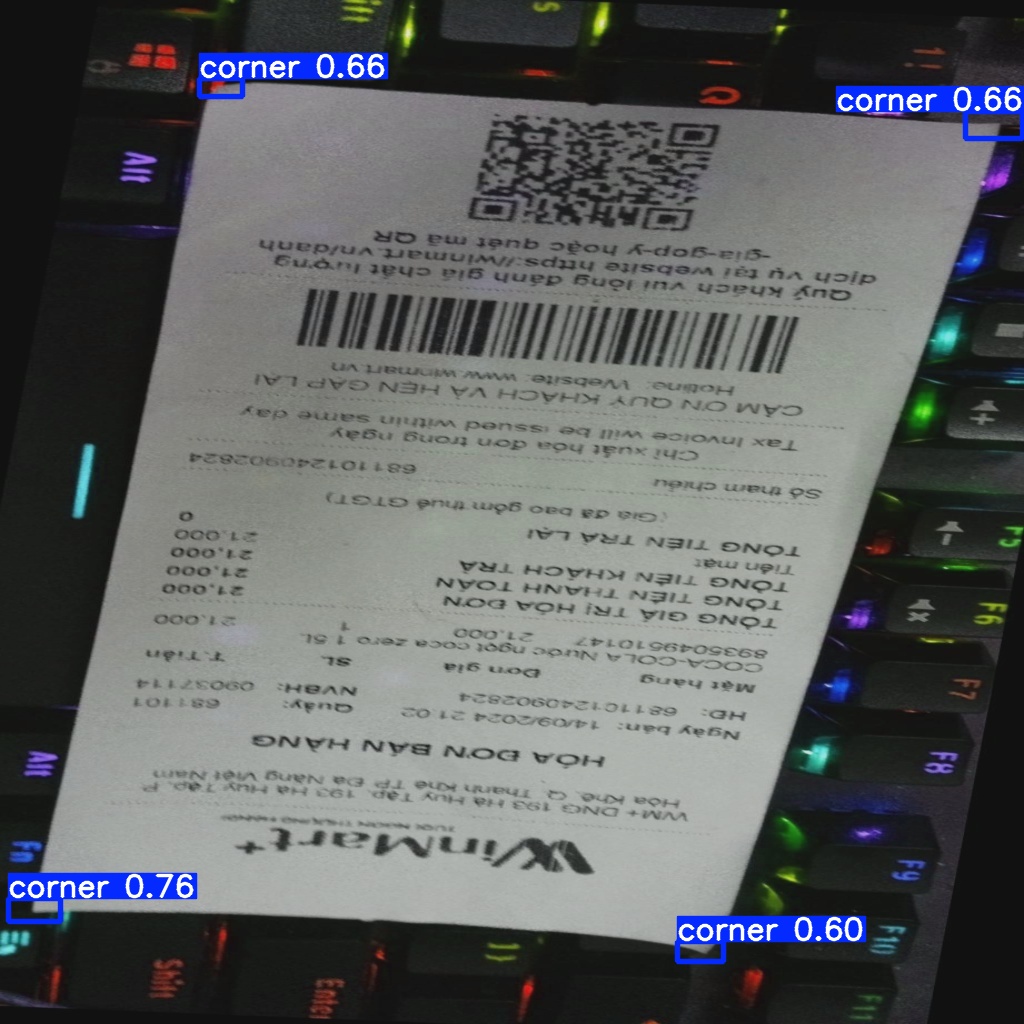 corner 0.66
corner 0.66
corner 0.76
corner 0.60
WinMart+
WM+ DNG 193 Hà Huy Tập, 193 Hà Huy Tập, P.
Hòa Khê, Q. Thanh Khê, TP. Đà Nẵng Việt Nam
HÓA ĐƠN BÁN HÀNG
Ngày bán: 14/09/2024 21:02 Quầy: 681101
HĐ: 681101240902824 NVBH: 09037114
Mặt hàng Đơn giá SL T.Tiền
COCA-COLA Nước ngọt coca zero 1.5L
8935049510147 21.000 1 21.000
TỔNG GIÁ TRỊ HÓA ĐƠN 21.000
TỔNG TIỀN THANH TOÁN 21.000
TỔNG TIỀN KHÁCH TRẢ 21.000
Tiền mặt 21.000
TỔNG TIỀN TRẢ LẠI 0
(Giá đã bao gồm thuế GTGT)
Số tham chiếu 681101240902824
Chỉ xuất hóa đơn trong ngày
Tax Invoice will be issued within same day
CẢM ƠN QUÝ KHÁCH VÀ HẸN GẶP LẠI
Hotline: Website: www.winmart.vn
Quý khách vui lòng đánh giá chất lượng
dịch vụ tại website https://winmart.vn/danh
-gia-gop-y hoặc quét mã QR
Alt
Alt
Fn
Shift
Enter
F5
F6
F7
F8
F9
F10
F11